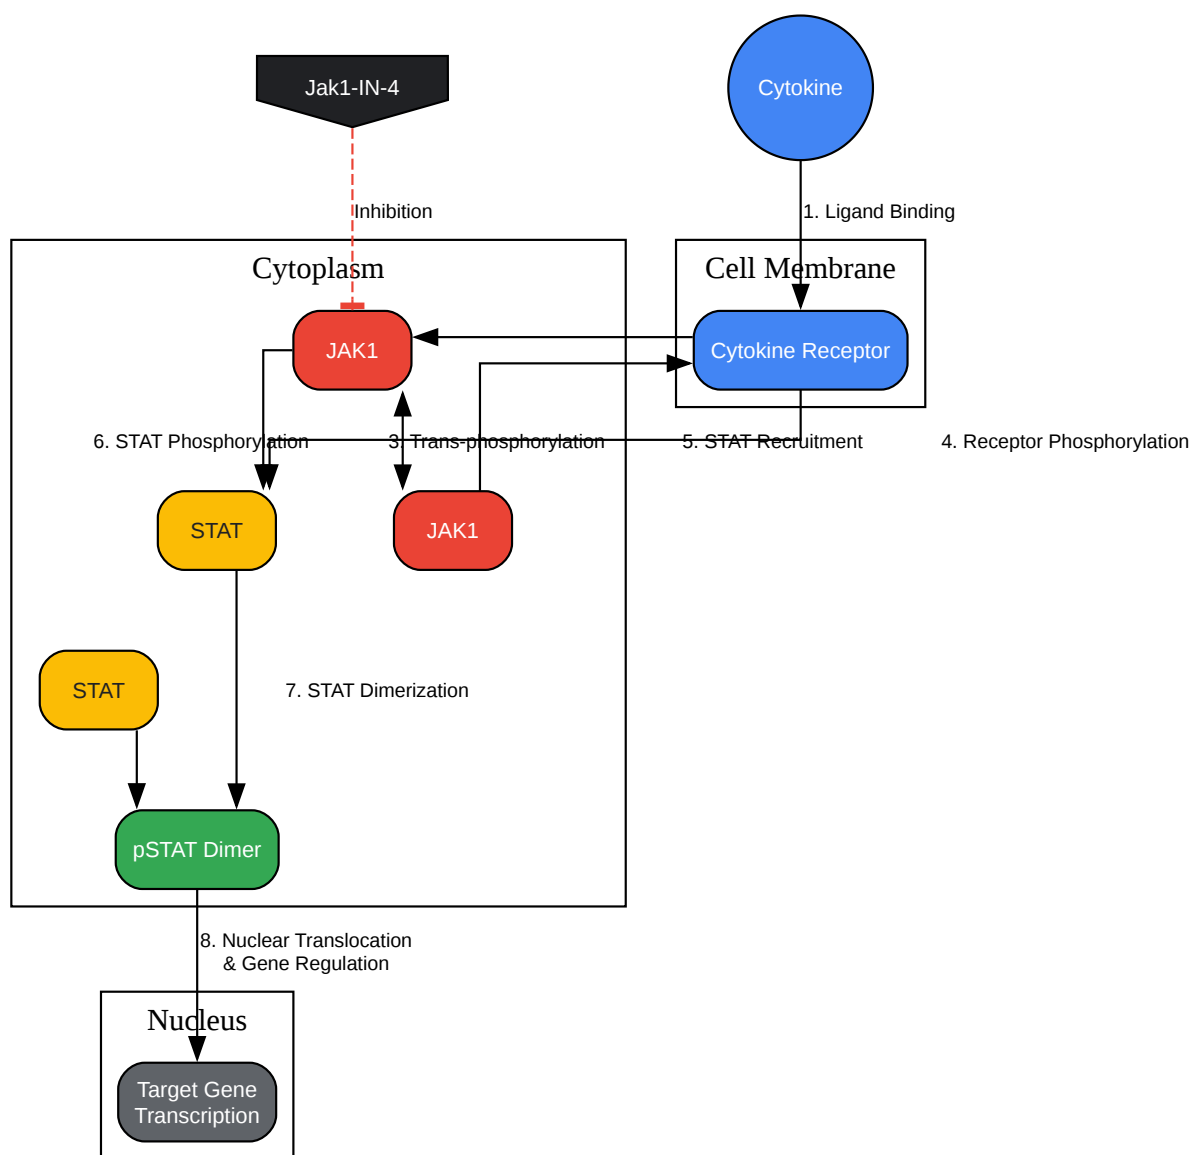 Jak1-IN-4
Cytokine
Inhibition
1. Ligand Binding
Cytoplasm
Cell Membrane
JAK1
Cytokine Receptor
6. STAT Phosphorylation
3. Trans-phosphorylation
5. STAT Recruitment
4. Receptor Phosphorylation
STAT
JAK1
STAT
7. STAT Dimerization
pSTAT Dimer
8. Nuclear Translocation
& Gene Regulation
Nucleus
Target Gene
Transcription